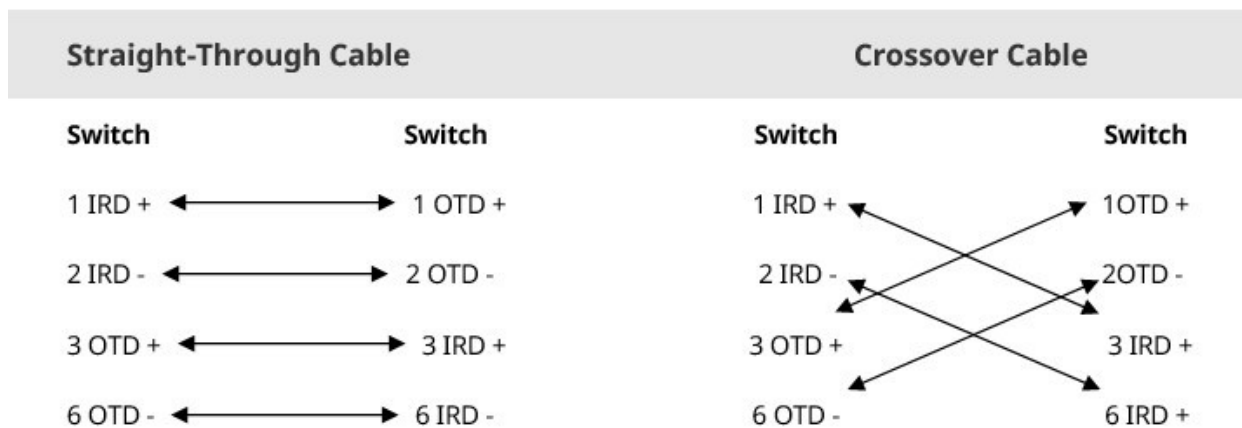 Straight-Through Cable Crossover Cable
Switch Switch Switch Switch
1 IRD + 1 OTD + 1 IRD + 1OTD +
2 IRD - 2 OTD - 2 IRD - 2OTD -
3 OTD + 3 IRD + 3 OTD + 3 IRD +
6 OTD - 6 IRD - 6 OTD - 6 IRD +